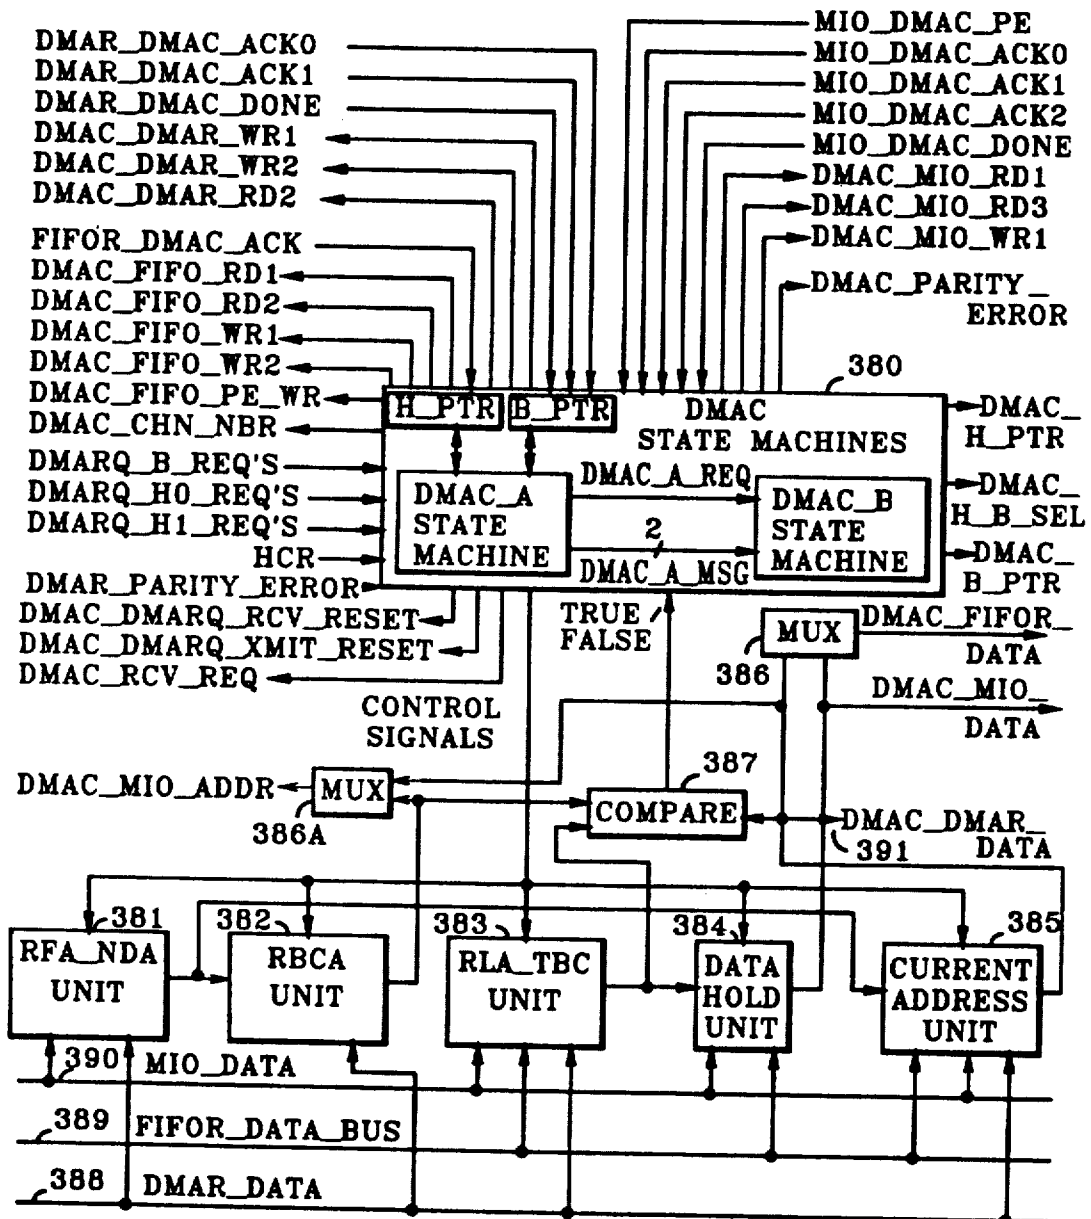 DMAR_DMAC_ACK0
DMAR_DMAC_ACK1
DMAR_DMAC_DONE
DMAC_DMAR_WR1
DMAC_DMAR_WR2
DMAC_DMAR_RD2
FIFOR_DMAC_ACK
DMAC_FIFO_RD1
DMAC_FIFO_RD2
DMAC_FIFO_WR1
DMAC_FIFO_WR2
DMAC_FIFO_PE_WR
DMAC_CHN_NBR
DMARQ_B_REQ'S
DMARQ_H0_REQ'S
DMARQ_H1_REQ'S
HCR
DMAR_PARITY_ERROR
DMAC_DMARQ_RCV_RESET
DMAC_DMARQ_XMIT_RESET
DMAC_RCV_REQ
MIO_DMAC_PE
MIO_DMAC_ACK0
MIO_DMAC_ACK1
MIO_DMAC_ACK2
MIO_DMAC_DONE
DMAC_MIO_RD1
DMAC_MIO_RD3
DMAC_MIO_WR1
DMAC_PARITY_
ERROR
380
H_PTR
B_PTR
DMAC
STATE MACHINES
DMAC_A
STATE
MACHINE
DMAC_A_REQ
2
DMAC_A_MSG
DMAC_B
STATE
MACHINE
DMAC_
H_PTR
DMAC_
H_B_SEL
DMAC_
B_PTR
TRUE
FALSE
MUX
386
DMAC_FIFOR_
DATA
DMAC_MIO_
DATA
CONTROL
SIGNALS
DMAC_MIO_ADDR
MUX
386A
387
COMPARE
DMAC_DMAR_
DATA
391
381
RFA_NDA
UNIT
382
RBCA
UNIT
383
RLA_TBC
UNIT
384
DATA
HOLD
UNIT
385
CURRENT
ADDRESS
UNIT
390
MIO_DATA
389
FIFOR_DATA_BUS
388
DMAR_DATA